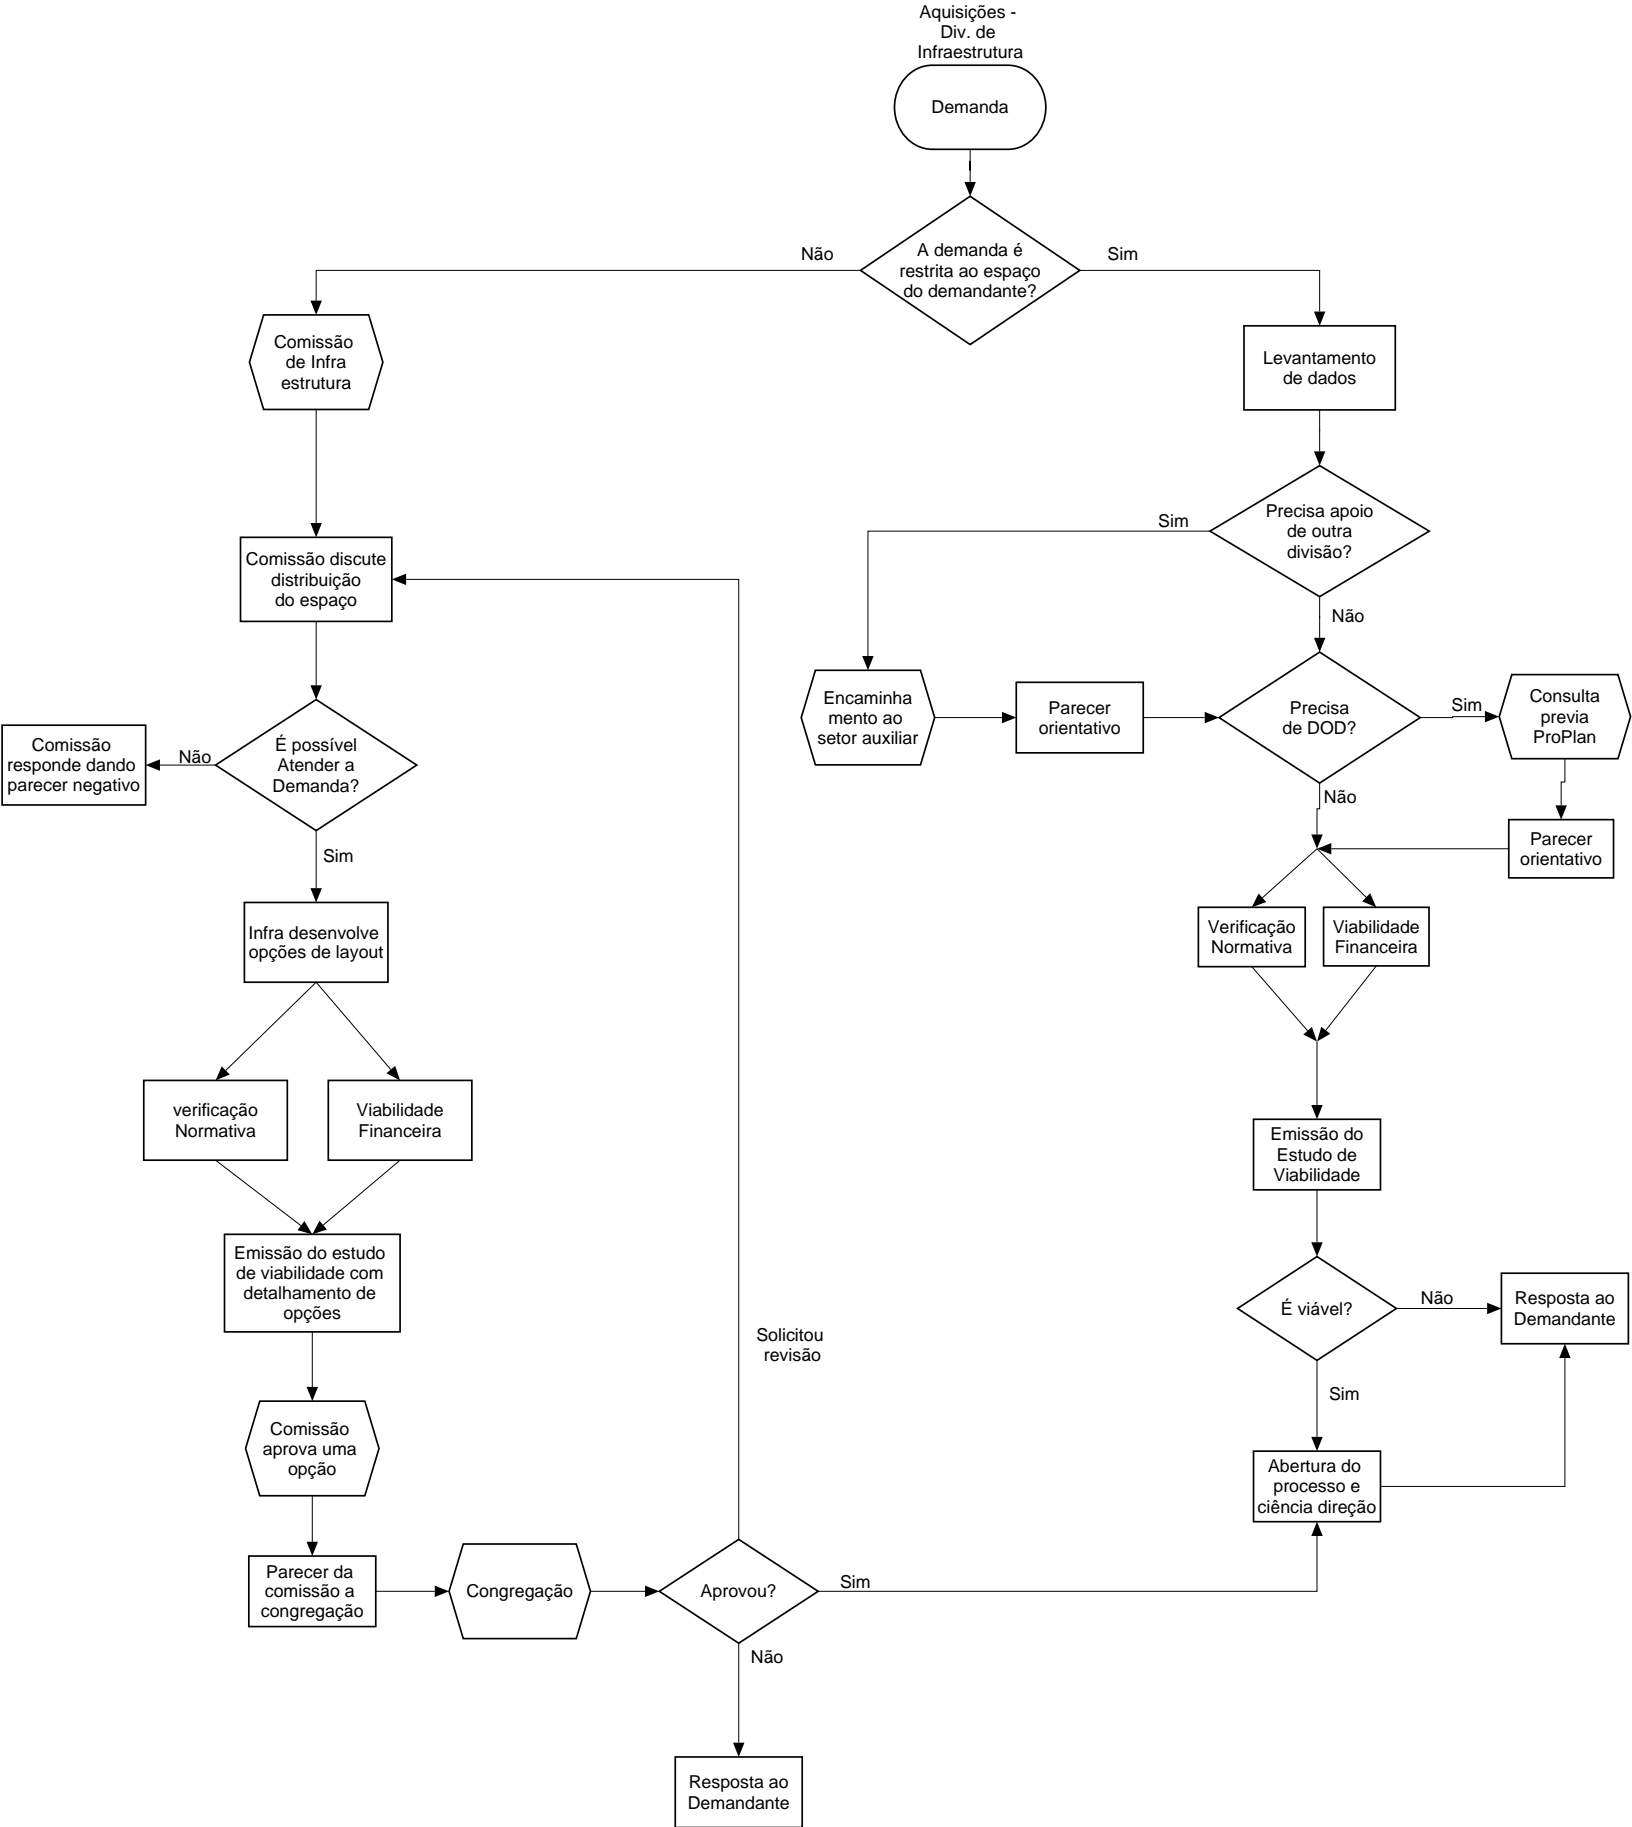 Aquisições -
Div. de
Infraestrutura
Demanda
A demanda é
restrita ao espaço
do demandante?
Não
Sim
Comissão
de Infra
estrutura
Levantamento
de dados
Precisa apoio
de outra
divisão?
Sim
Não
Comissão discute
distribuição
do espaço
Encaminha
mento ao
setor auxiliar
Parecer
orientativo
Precisa
de DOD?
Sim
Consulta
previa
ProPlan
Não
Parecer
orientativo
Comissão
responde dando
parecer negativo
Não
É possível
Atender a
Demanda?
Sim
Infra desenvolve
opções de layout
Verificação
Normativa
Viabilidade
Financeira
verificação
Normativa
Viabilidade
Financeira
Emissão do
Estudo de
Viabilidade
Emissão do estudo
de viabilidade com
detalhamento de
opções
É viável?
Não
Resposta ao
Demandante
Sim
Solicitou
revisão
Comissão
aprova uma
opção
Abertura do
processo e
ciência direção
Parecer da
comissão a
congregação
Congregação
Aprovou?
Sim
Não
Resposta ao
Demandante